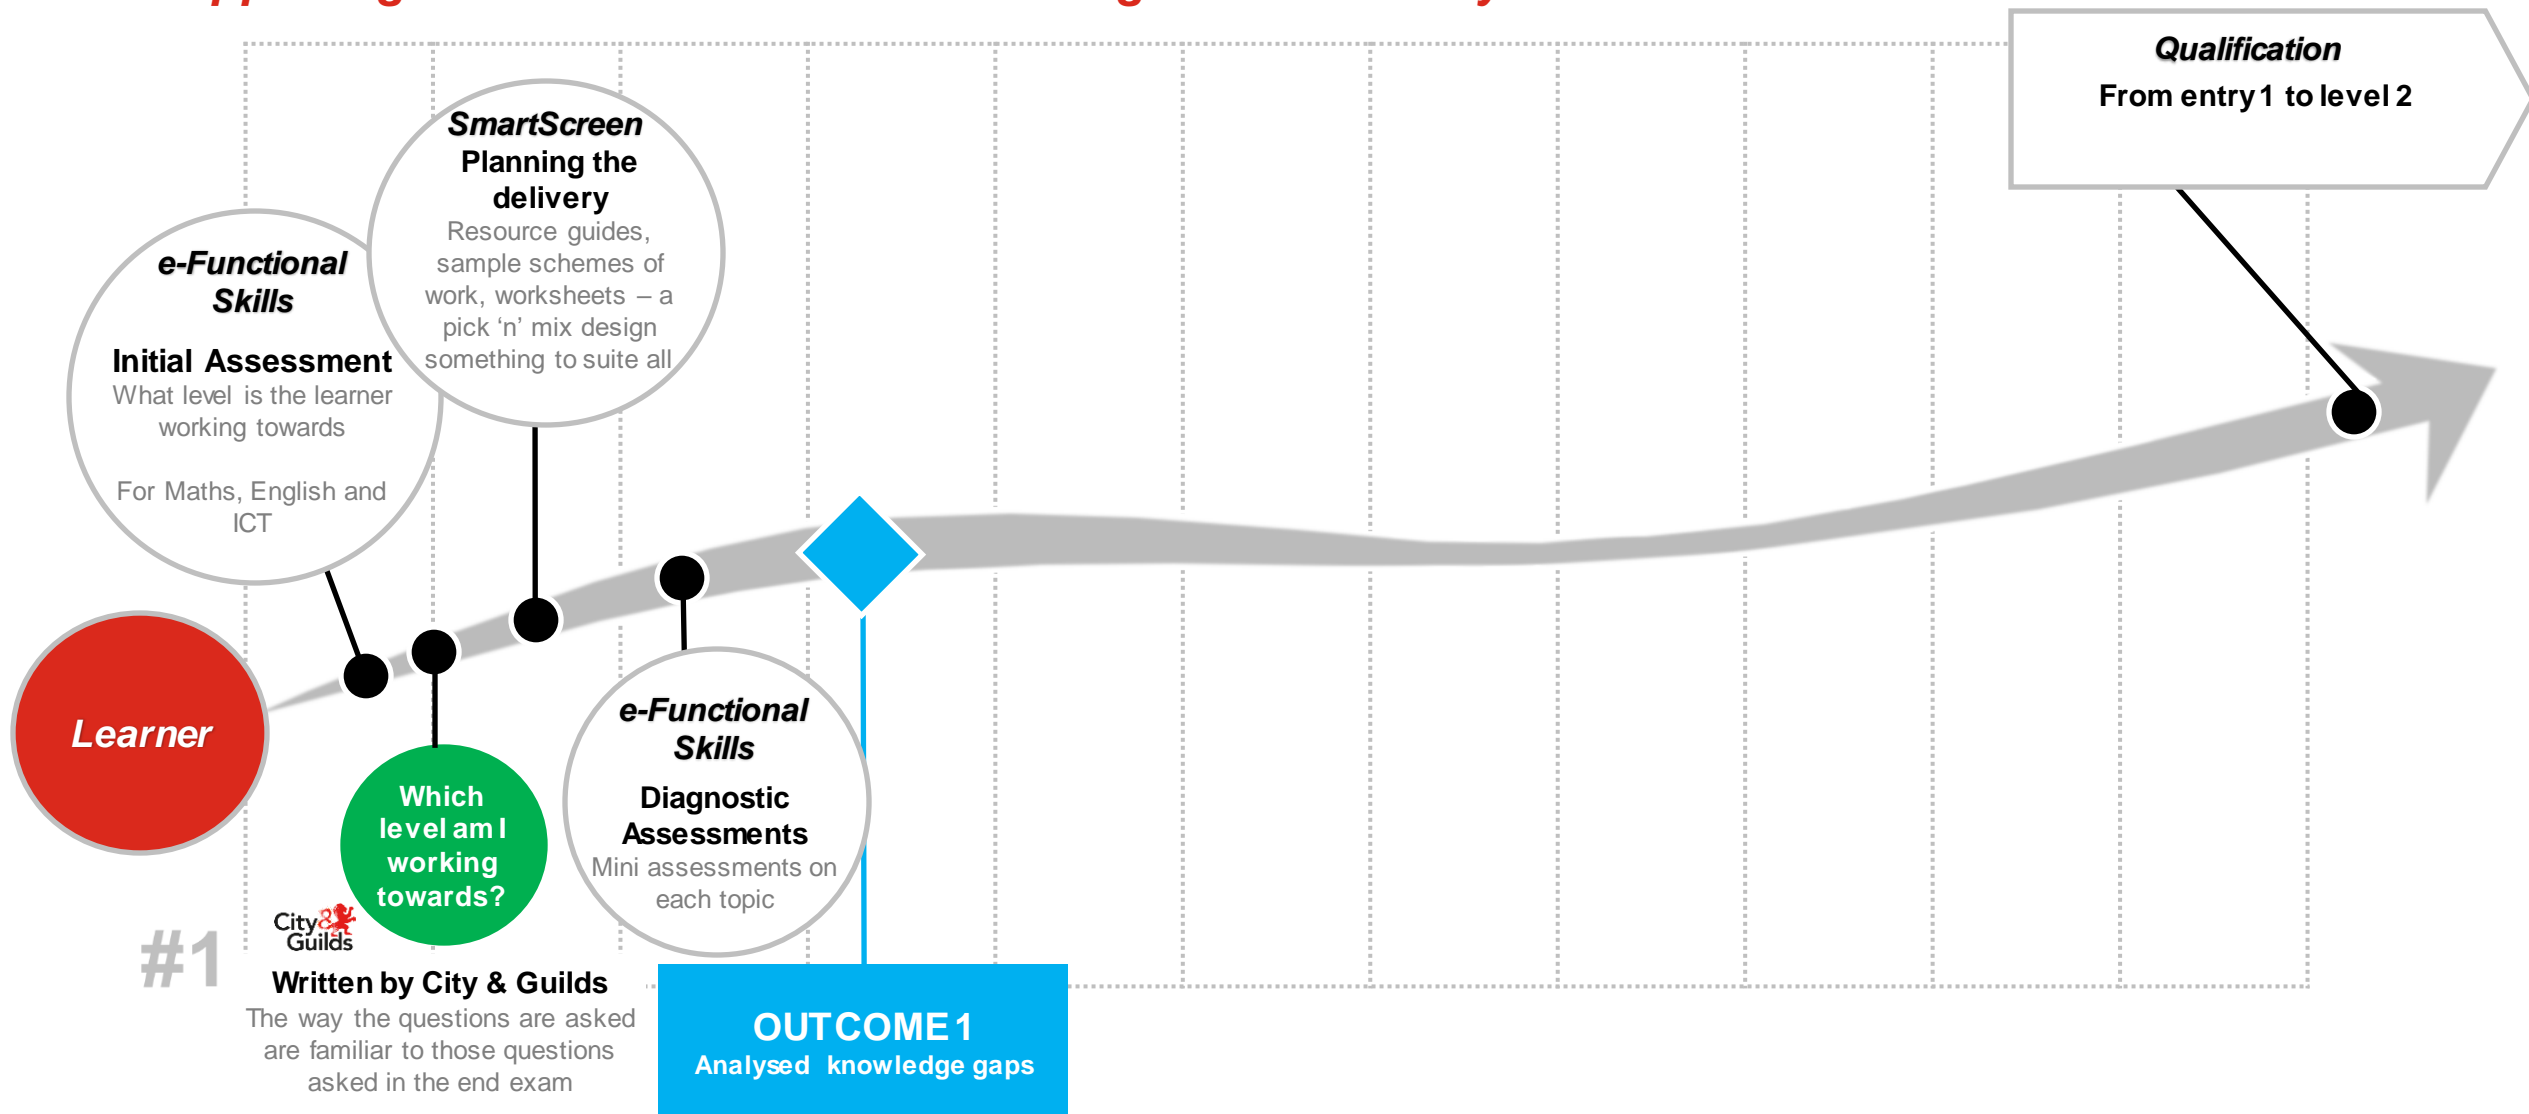 Qualification
From entry 1 to level 2
SmartScreen
Planning the
delivery
Resource guides,
sample schemes of
work, worksheets – a
pick ‘n’ mix design
something to suite all
e-Functional
Skills
Initial Assessment
What level is the learner
working towards
For Maths, English and
ICT
Learner
Which
level am I
working
towards?
e-Functional
Skills
Diagnostic
Assessments
Mini assessments on
each topic
#1
City&
Guilds
Written by City & Guilds
The way the questions are asked
are familiar to those questions
asked in the end exam
OUTCOME 1
Analysed knowledge gaps